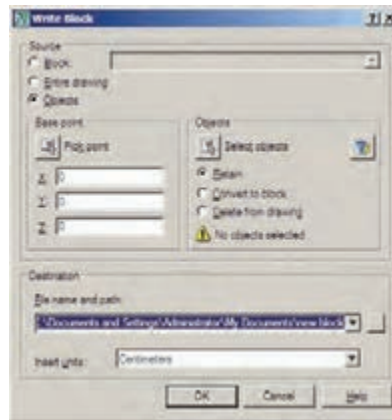 Write Block
Source
Block:
Entire drawing
Objects
Base point
Pick point
X: 0
Y: 0
Z: 0
Objects
Select objects
Retain
Convert to block
Delete from drawing
No objects selected
Destination
File name and path:
C:\Documents and Settings\Administrator\My Documents\new block
Insert units: Centimeters
OK Cancel Help